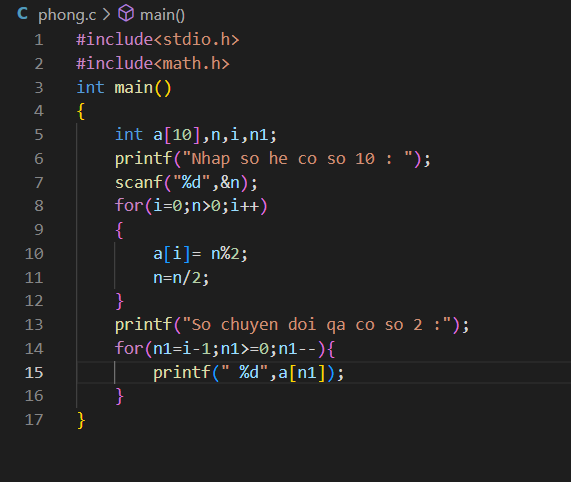 C phong.c > main()
1 #include<stdio.h>
2 #include<math.h>
3 int main()
4 {
5 int a[10],n,i,n1;
6 printf("Nhap so he co so 10 : ");
7 scanf("%d",&n);
8 for(i=0;n>0;i++)
9 {
10 a[i]= n%2;
11 n=n/2;
12 }
13 printf("So chuyen doi qa co so 2 :");
14 for(n1=i-1;n1>=0;n1--){
15 printf(" %d",a[n1]);
16 }
17 }